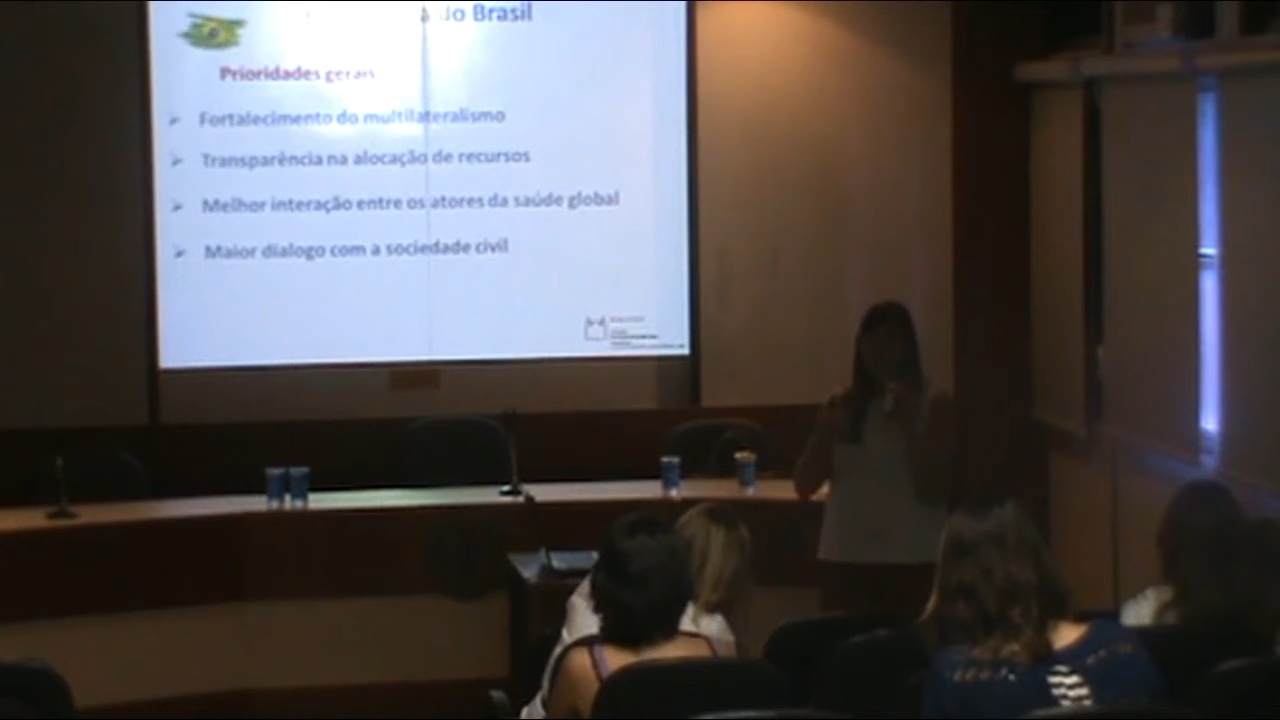 do Brasil
Prioridades gerais
Fortalecimento do multilateralismo
Transparência na alocação de recursos
Melhor interação entre os atores da saúde global
Maior dialogo com a sociedade civil